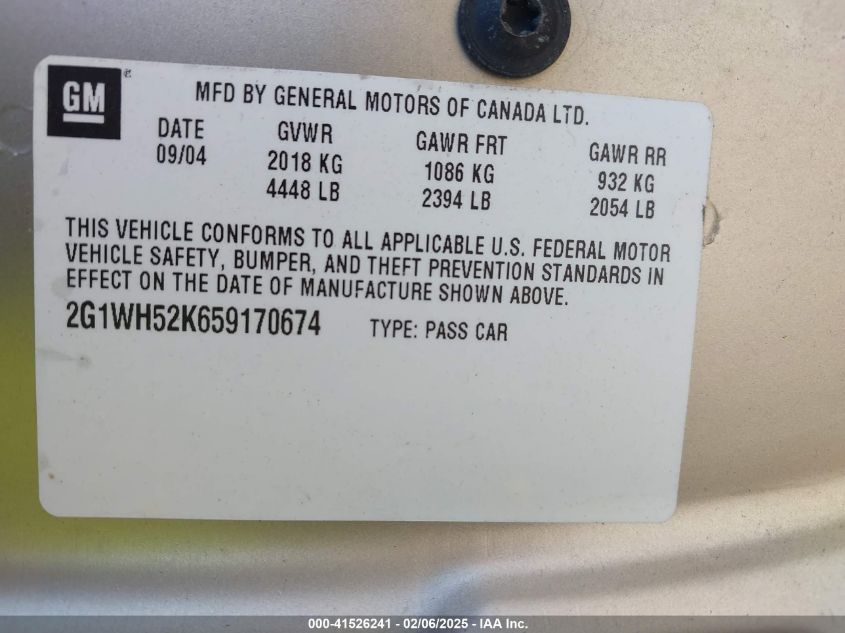 GM®
MFD BY GENERAL MOTORS OF CANADA LTD.
DATE GVWR GAWR FRT GAWR RR
09/04 2018 KG 1086 KG 932 KG
4448 LB 2394 LB 2054 LB
THIS VEHICLE CONFORMS TO ALL APPLICABLE U.S. FEDERAL MOTOR
VEHICLE SAFETY, BUMPER, AND THEFT PREVENTION STANDARDS IN
EFFECT ON THE DATE OF MANUFACTURE SHOWN ABOVE.
2G1WH52K659170674 TYPE: PASS CAR
000-41526241 - 02/06/2025 - IAA Inc.